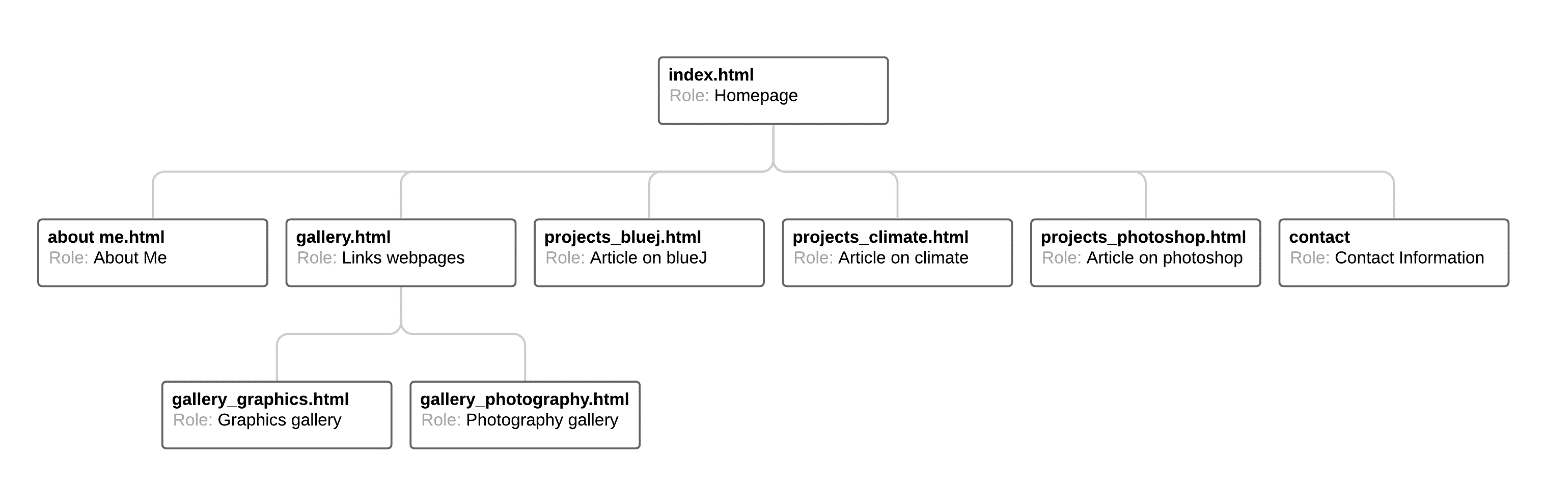 index.html
Role: Homepage
about me.html
Role: About Me
gallery.html
Role: Links webpages
projects_bluej.html
Role: Article on blueJ
projects_climate.html
Role: Article on climate
projects_photoshop.html
Role: Article on photoshop
contact
Role: Contact Information
gallery_graphics.html
Role: Graphics gallery
gallery_photography.html
Role: Photography gallery